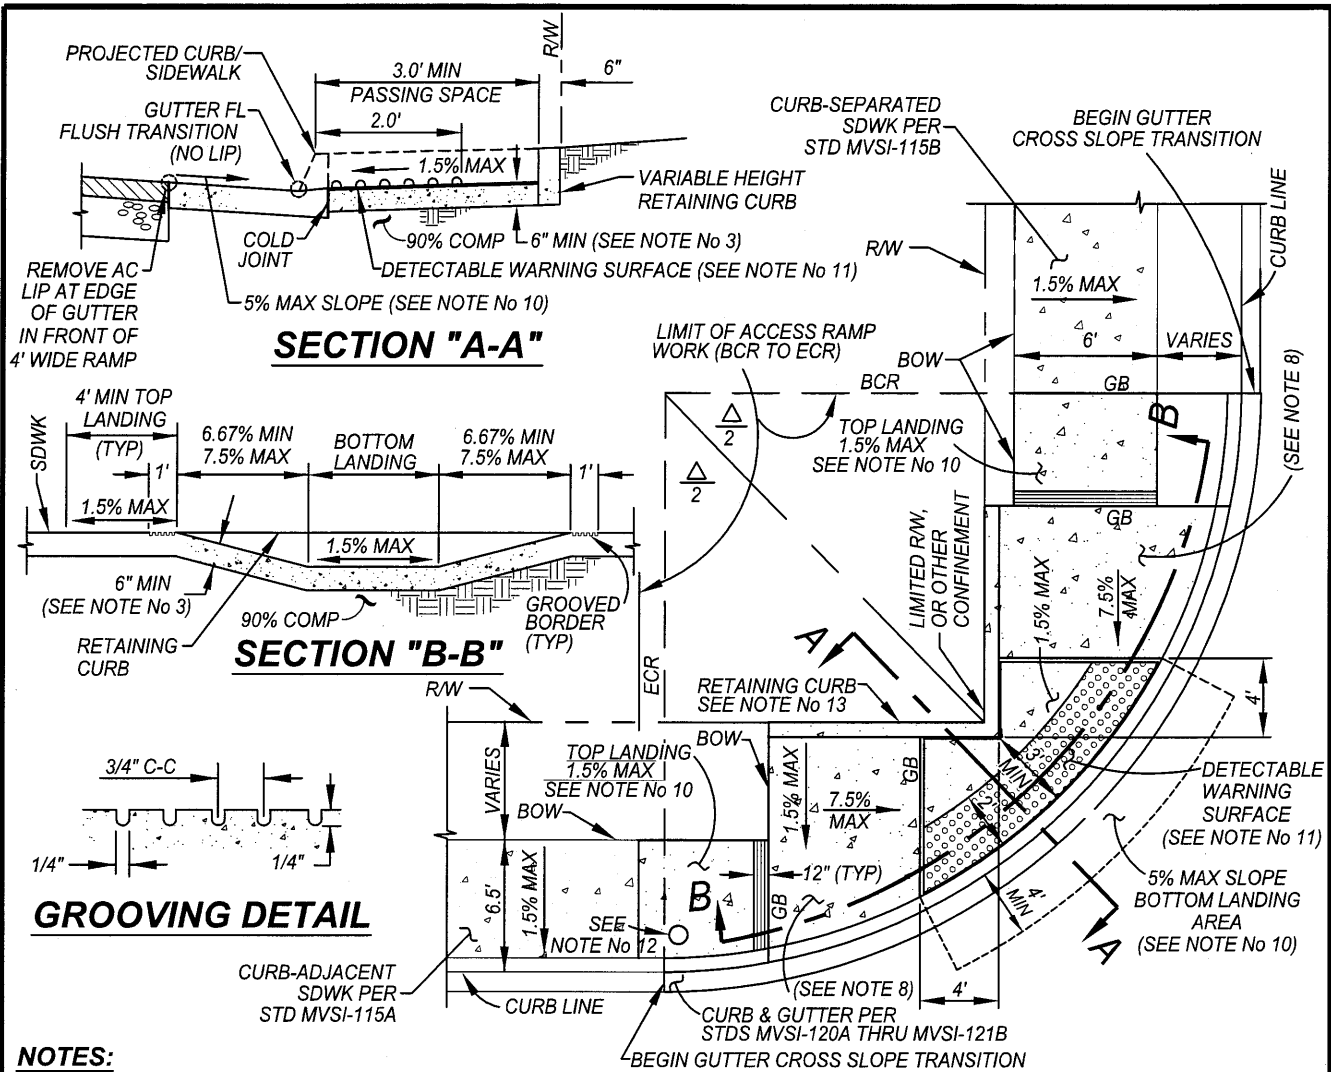 PROJECTED CURB/
SIDEWALK
GUTTER FL
FLUSH TRANSITION
(NO LIP)
3.0' MIN
PASSING SPACE
2.0'
R/W
6"
1.5% MAX
VARIABLE HEIGHT
RETAINING CURB
COLD
JOINT
90% COMP
6" MIN (SEE NOTE No 3)
DETECTABLE WARNING SURFACE (SEE NOTE No 11)
REMOVE AC
LIP AT EDGE
OF GUTTER
IN FRONT OF
4' WIDE RAMP
5% MAX SLOPE (SEE NOTE No 10)
SECTION "A-A"
4' MIN TOP
LANDING
(TYP)
SDWK
1'
6.67% MIN
7.5% MAX
BOTTOM
LANDING
6.67% MIN
7.5% MAX
1'
1.5% MAX
1.5% MAX
6" MIN
(SEE NOTE No 3)
90% COMP
GROOVED
BORDER
(TYP)
RETAINING
CURB
SECTION "B-B"
3/4" C-C
1/4"
1/4"
GROOVING DETAIL
CURB-SEPARATED
SDWK PER
STD MVSI-115B
BEGIN GUTTER
CROSS SLOPE TRANSITION
R/W
CURB LINE
1.5% MAX
6'
VARIES
BOW
LIMIT OF ACCESS RAMP
WORK (BCR TO ECR)
BCR
GB
(SEE NOTE 8)
Δ
2
Δ
2
TOP LANDING
1.5% MAX
SEE NOTE No 10
B
GB
LIMITED R/W,
OR OTHER
CONFINEMENT
1.5% MAX
7.5%
MAX
A
ECR
R/W
RETAINING CURB
SEE NOTE No 13
4'
BOW
TOP LANDING
1.5% MAX
SEE NOTE No 10
VARIES
BOW
1.5% MAX
7.5%
MAX
GB
3'
MIN
2'
DETECTABLE
WARNING
SURFACE
(SEE NOTE No 11)
6.5'
1.5% MAX
12" (TYP)
B
GB
SEE
NOTE No 12
4'
MIN
5% MAX SLOPE
BOTTOM LANDING
AREA
(SEE NOTE No 10)
A
CURB-ADJACENT
SDWK PER
STD MVSI-115A
CURB LINE
(SEE NOTE 8)
4'
CURB & GUTTER PER
STDS MVSI-120A THRU MVSI-121B
BEGIN GUTTER CROSS SLOPE TRANSITION
NOTES: